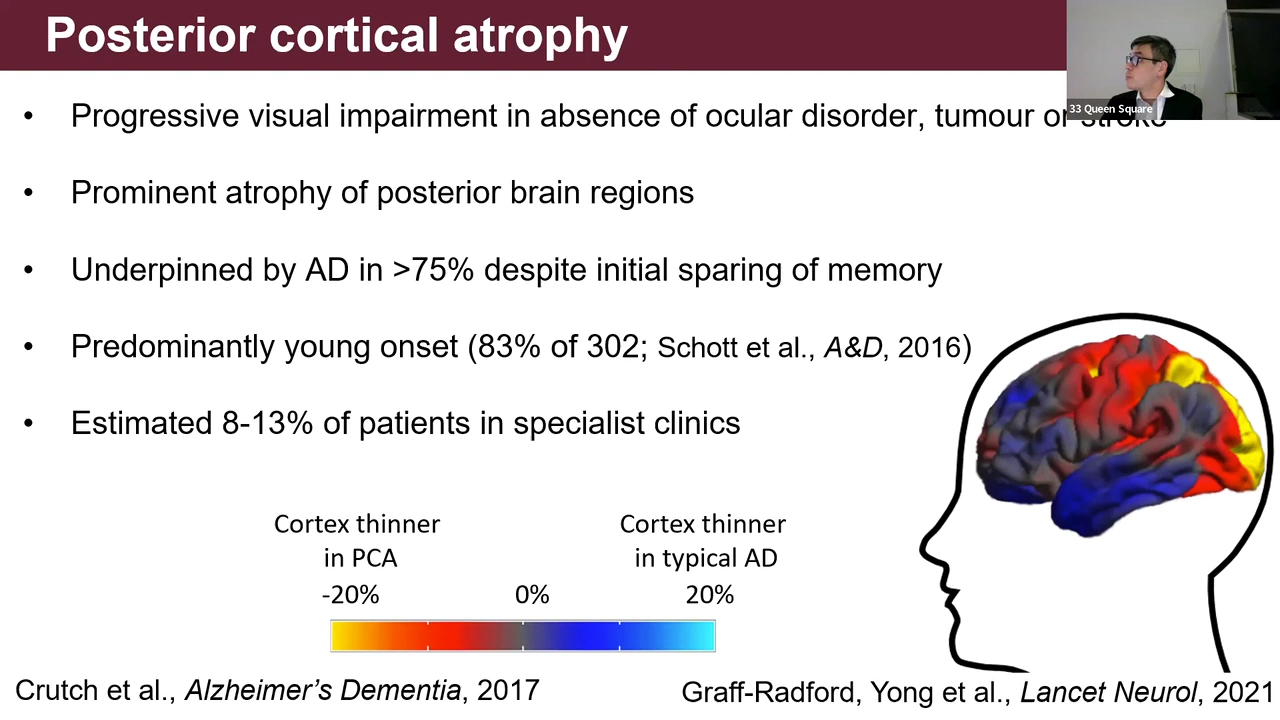 Posterior cortical atrophy
33 Queen Square
• Progressive visual impairment in absence of ocular disorder, tumour or stroke
• Prominent atrophy of posterior brain regions
• Underpinned by AD in >75% despite initial sparing of memory
• Predominantly young onset (83% of 302; Schott et al., A&D, 2016)
• Estimated 8-13% of patients in specialist clinics
Cortex thinner
in PCA
Cortex thinner
in typical AD
-20% 0% 20%
Crutch et al., Alzheimer's Dementia, 2017
Graff-Radford, Yong et al., Lancet Neurol, 2021